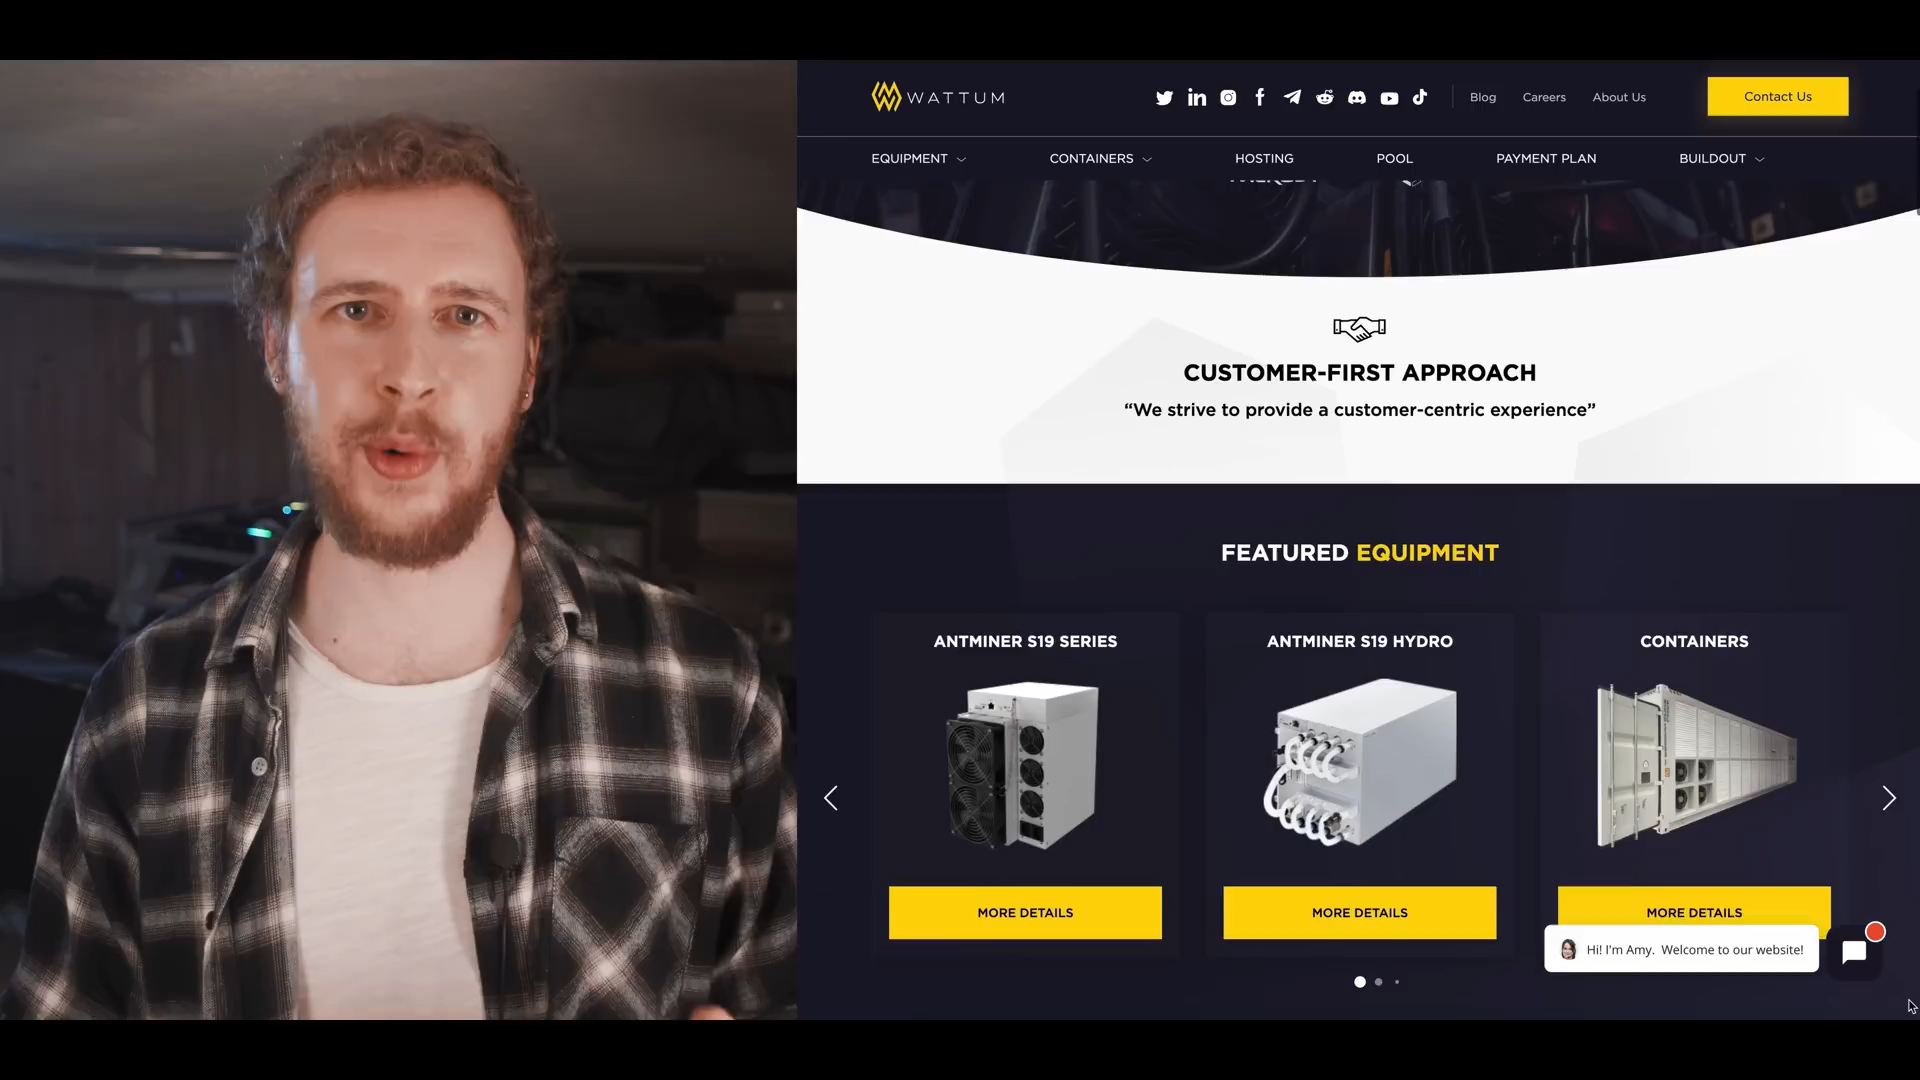 WATTUM
Blog
Careers
About Us
Contact Us
EQUIPMENT
CONTAINERS
HOSTING
POOL
PAYMENT PLAN
BUILDOUT
CUSTOMER-FIRST APPROACH
“We strive to provide a customer-centric experience”
FEATURED EQUIPMENT
ANTMINER S19 SERIES
ANTMINER S19 HYDRO
CONTAINERS
MORE DETAILS
MORE DETAILS
MORE DETAILS
Hi! I'm Amy. Welcome to our website!